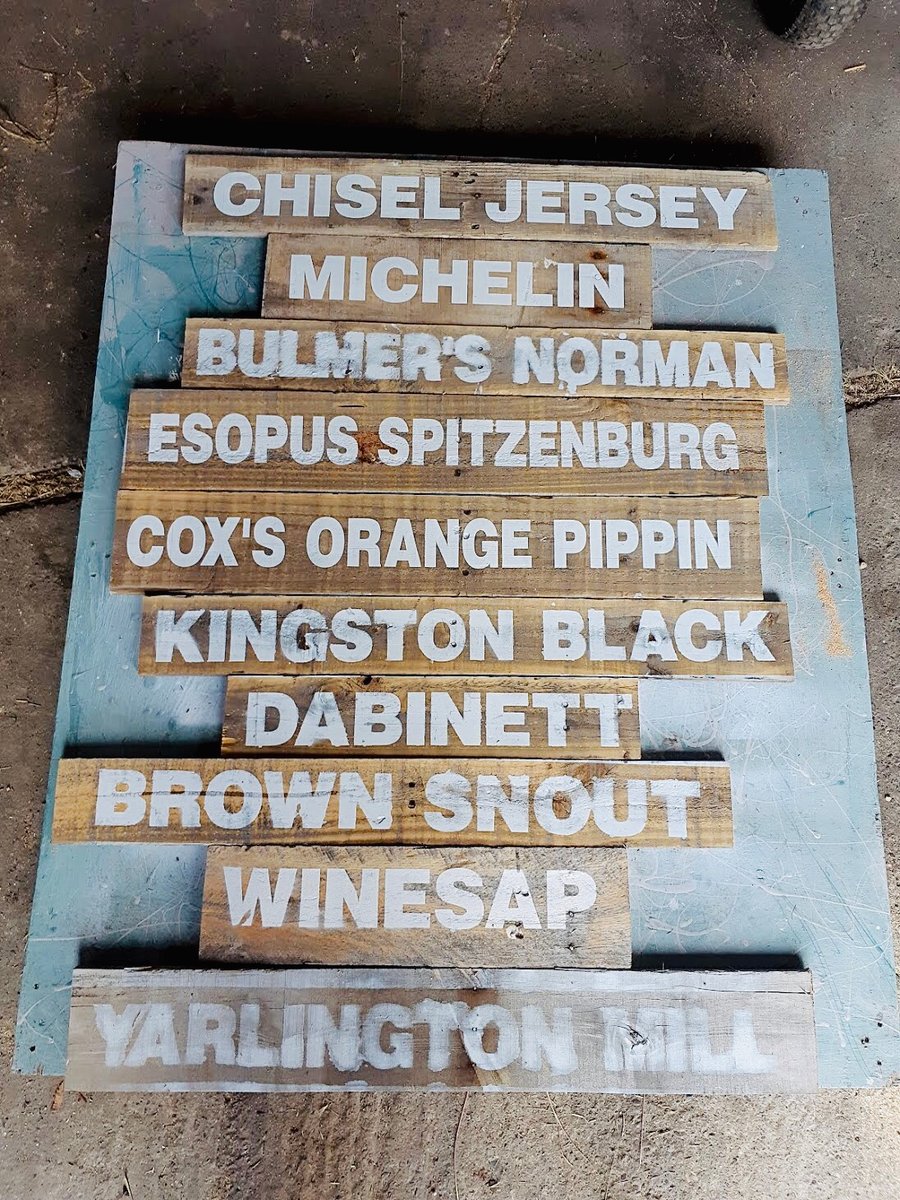 CHISEL JERSEY
MICHELIN
BULMER'S NORMAN
ESOPUS SPITZENBURG
COX'S ORANGE PIPPIN
KINGSTON BLACK
DABINETT
BROWN SNOUT
WINESAP
YARLINGTON MILL